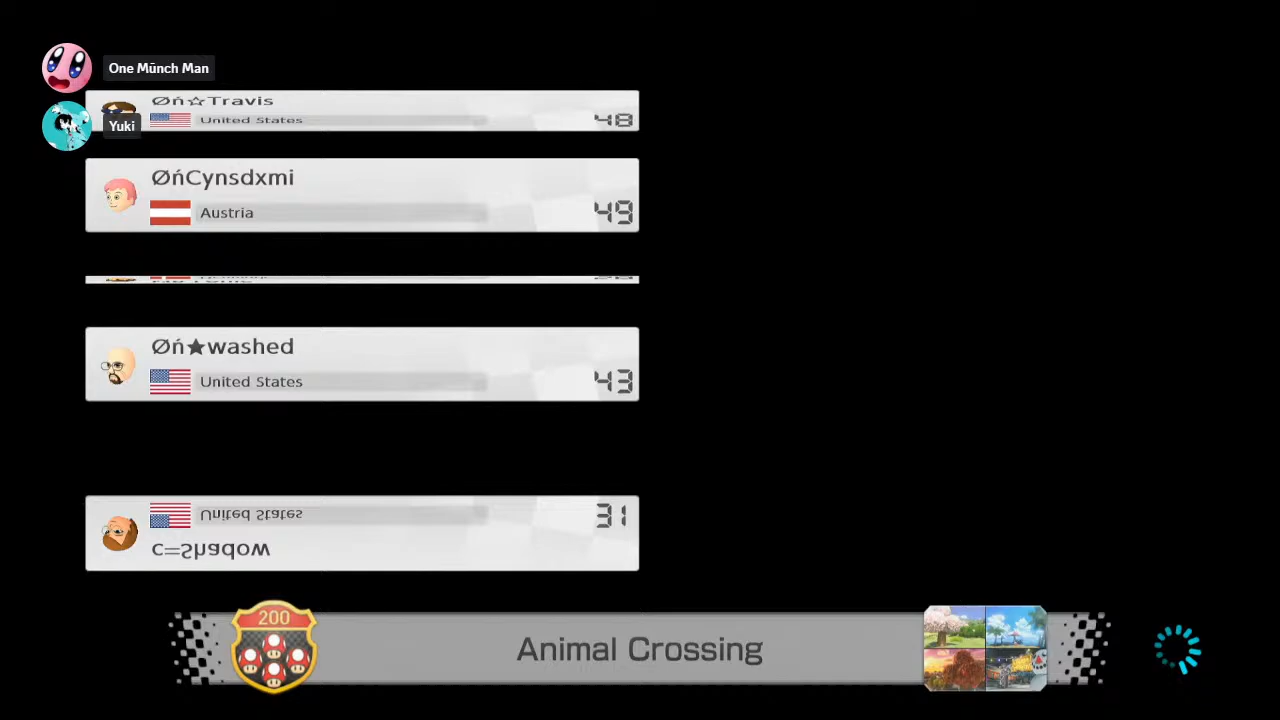 One Münch Man
Øń☆Travis
Yuki
United States
48
ØńCynsdxmi
Austria
49
Øń★washed
United States
43
United States
31
c=Shadow
200
Animal Crossing